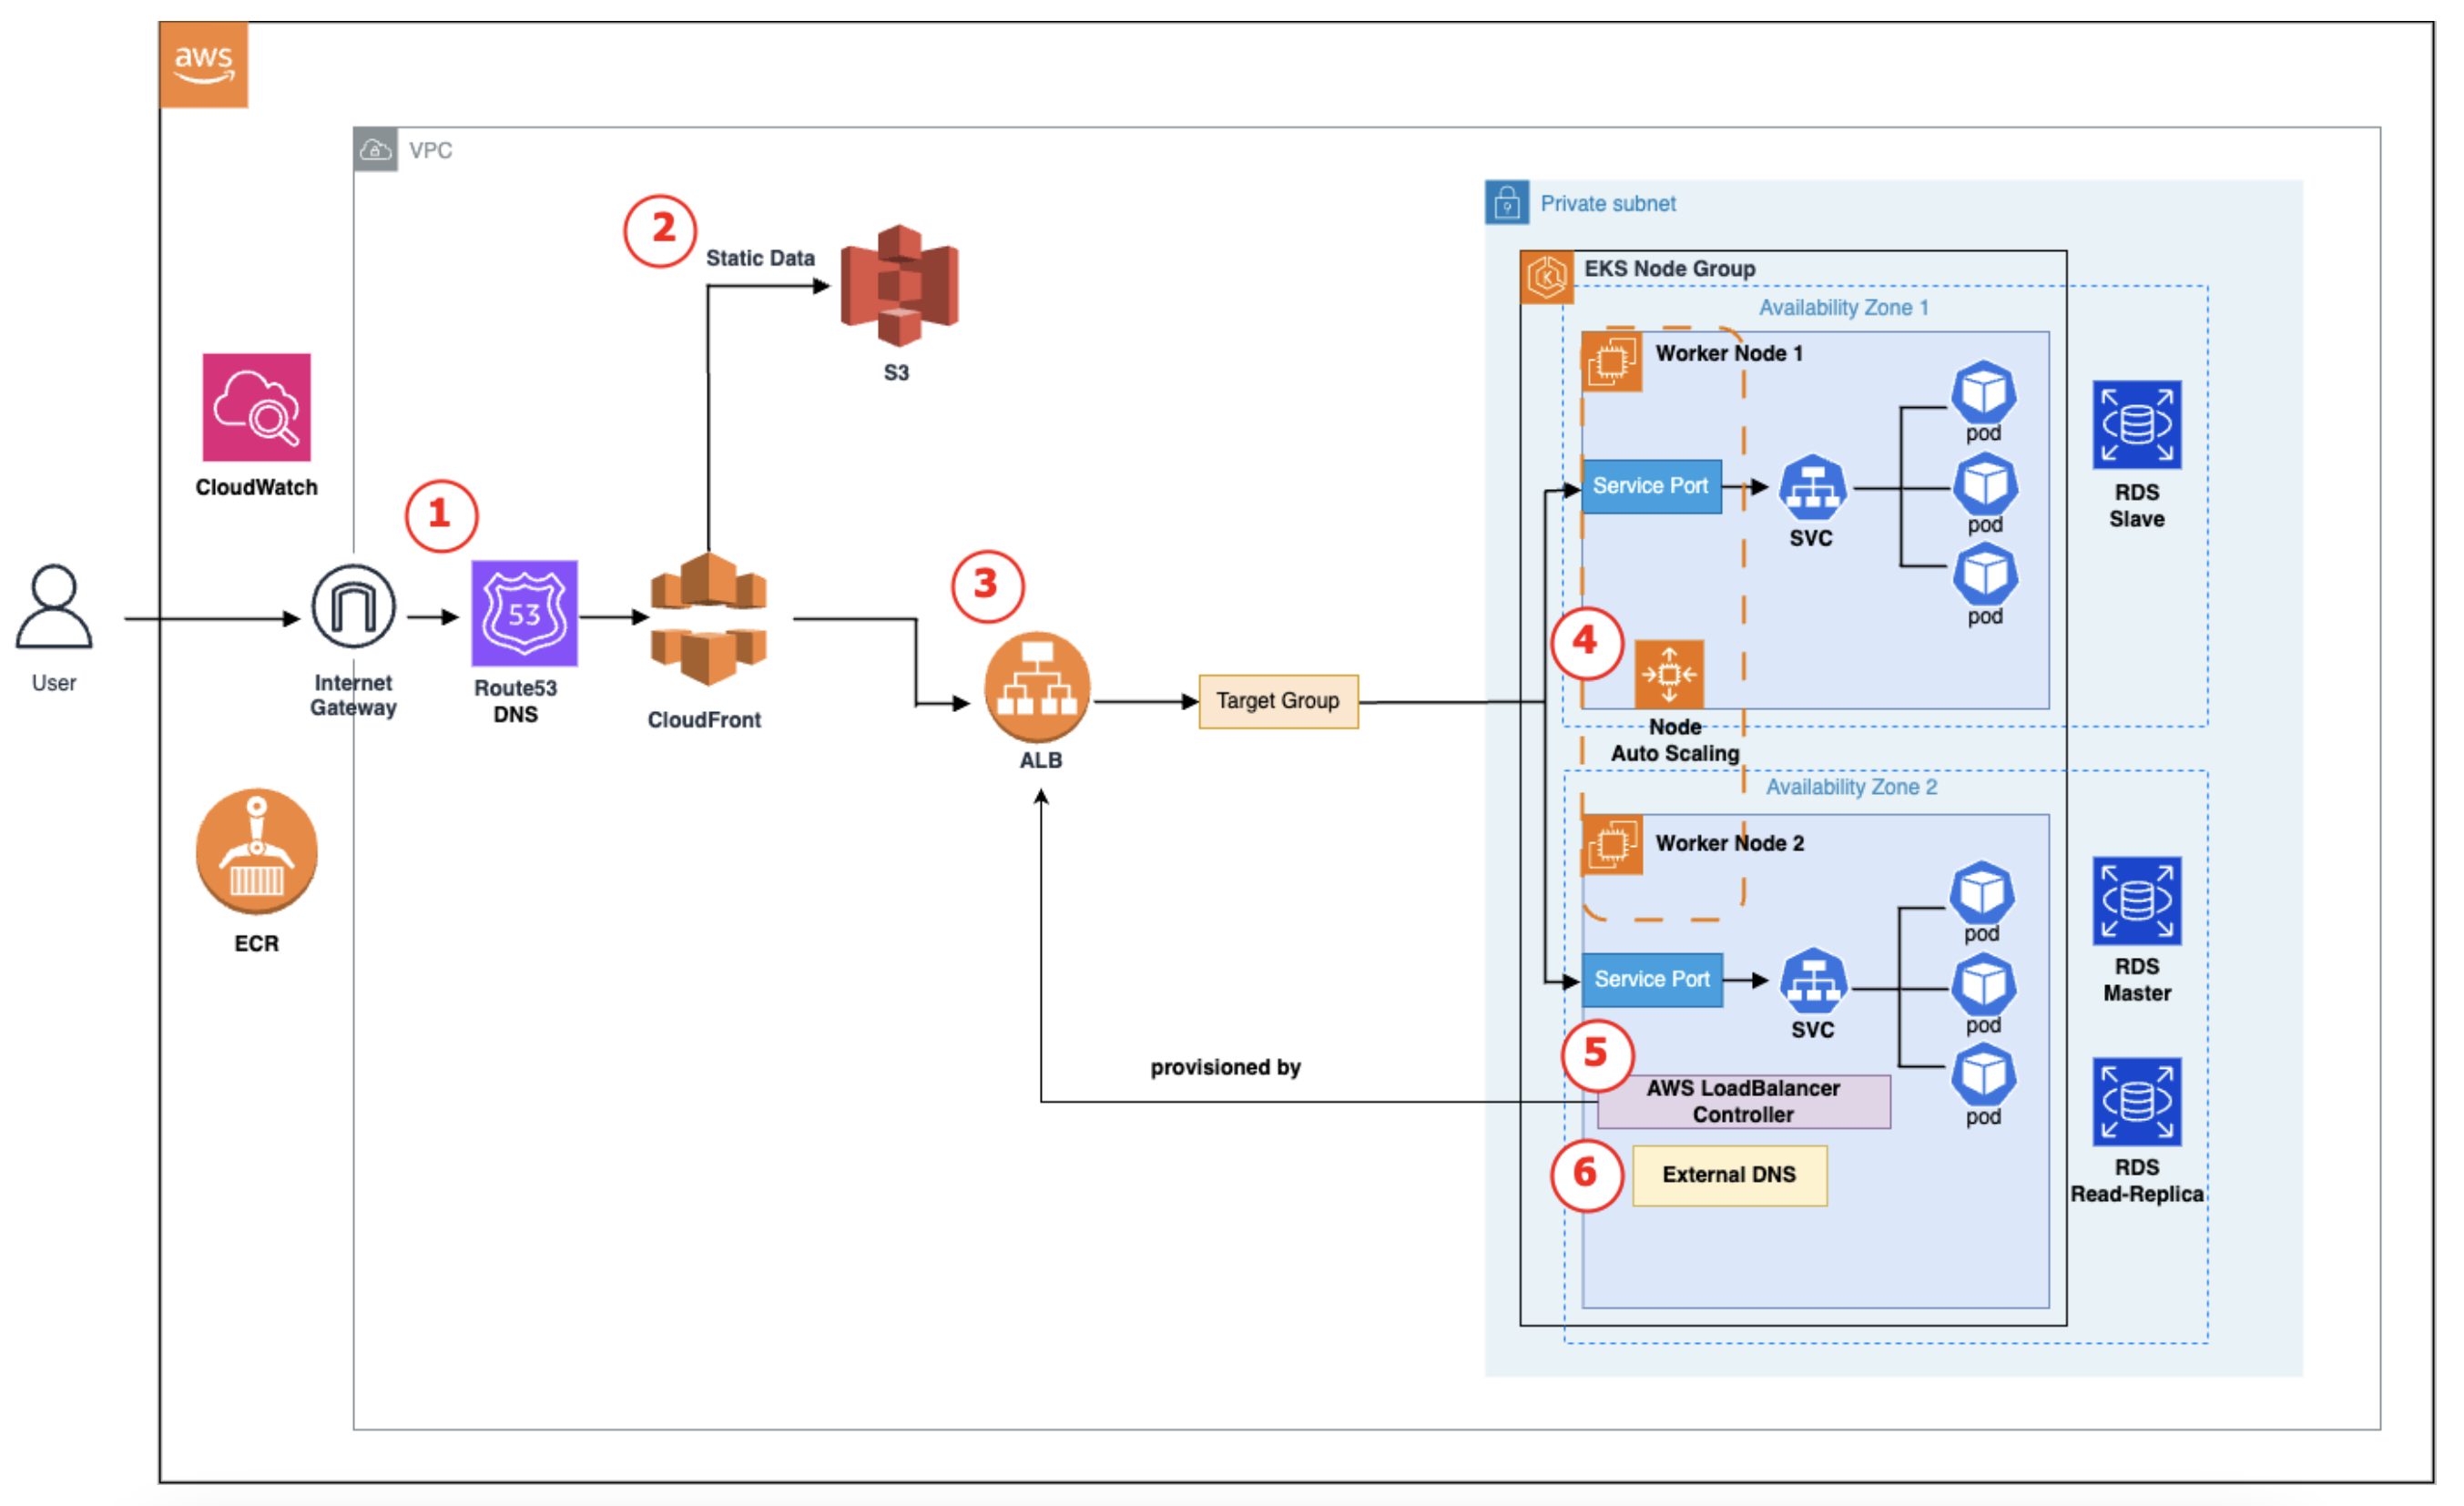 aws
VPC
Private subnet
2
Static Data
S3
EKS Node Group
Availability Zone 1
Worker Node 1
pod
Service Port
SVC
pod
pod
RDS
Slave
CloudWatch
1
User
Internet
Gateway
53
Route53
DNS
CloudFront
3
ALB
Target Group
4
Node
Auto Scaling
ECR
Availability Zone 2
Worker Node 2
pod
Service Port
SVC
pod
pod
RDS
Master
provisioned by
5
AWS LoadBalancer
Controller
6
External DNS
RDS
Read-Replica